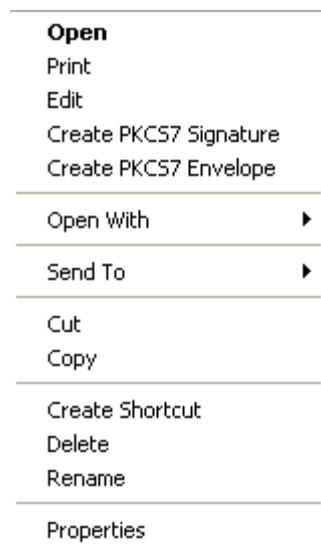 Open
Print
Edit
Create PKCS7 Signature
Create PKCS7 Envelope
Open With
Send To
Cut
Copy
Create Shortcut
Delete
Rename
Properties